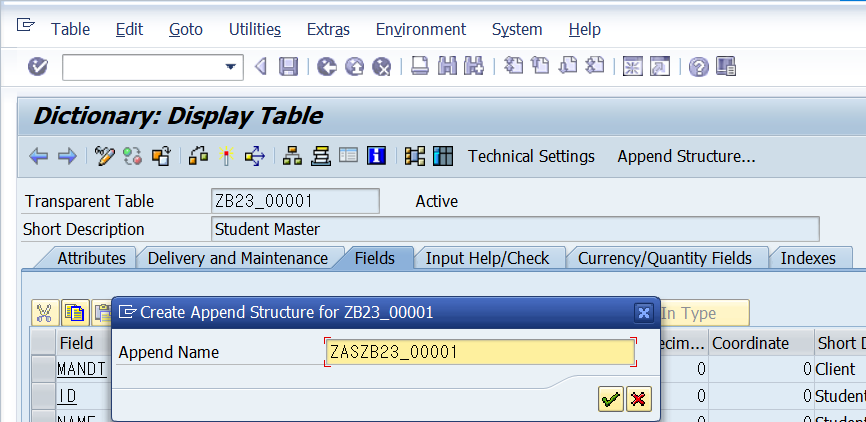 Table Edit Goto Utilities Extras Environment System Help
Dictionary: Display Table
Technical Settings Append Structure...
Transparent Table ZB23_00001 Active
Short Description Student Master
Attributes Delivery and Maintenance Fields Input Help/Check Currency/Quantity Fields Indexes
Create Append Structure for ZB23_00001
In Type
Field ecim... Coordinate Short D
Append Name ZASZB23_00001
MANDT 0 0 Client
ID 0 0 Student
NAME 0 0 Student